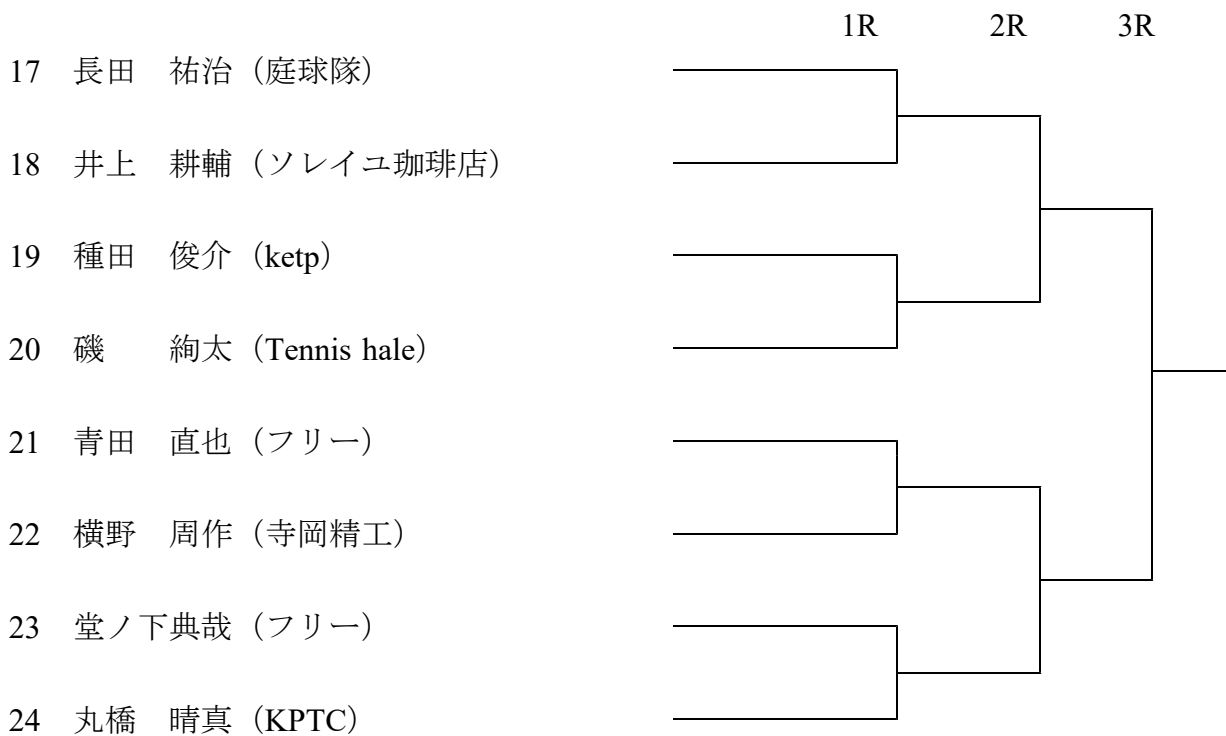 1R 2R 3R
17 長田　祐治（庭球隊）
18 井上　耕輔（ソレイユ珈琲店）
19 種田　俊介（ketp）
20 磯　　絢太（Tennis hale）
21 青田　直也（フリー）
22 横野　周作（寺岡精工）
23 堂ノ下典哉（フリー）
24 丸橋　晴真（KPTC）